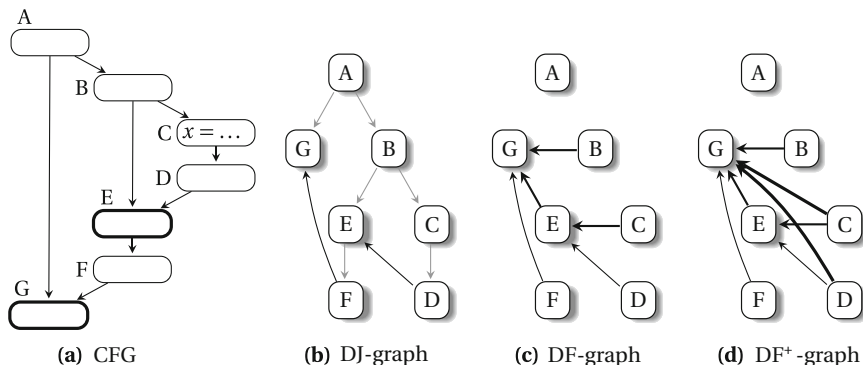 A
B
C x = ...
D
E
F
G
(a) CFG
A
G B
E C
F D
(b) DJ-graph
A
G B
E C
F D
(c) DF-graph
A
G B
E C
F D
(d) DF⁺-graph